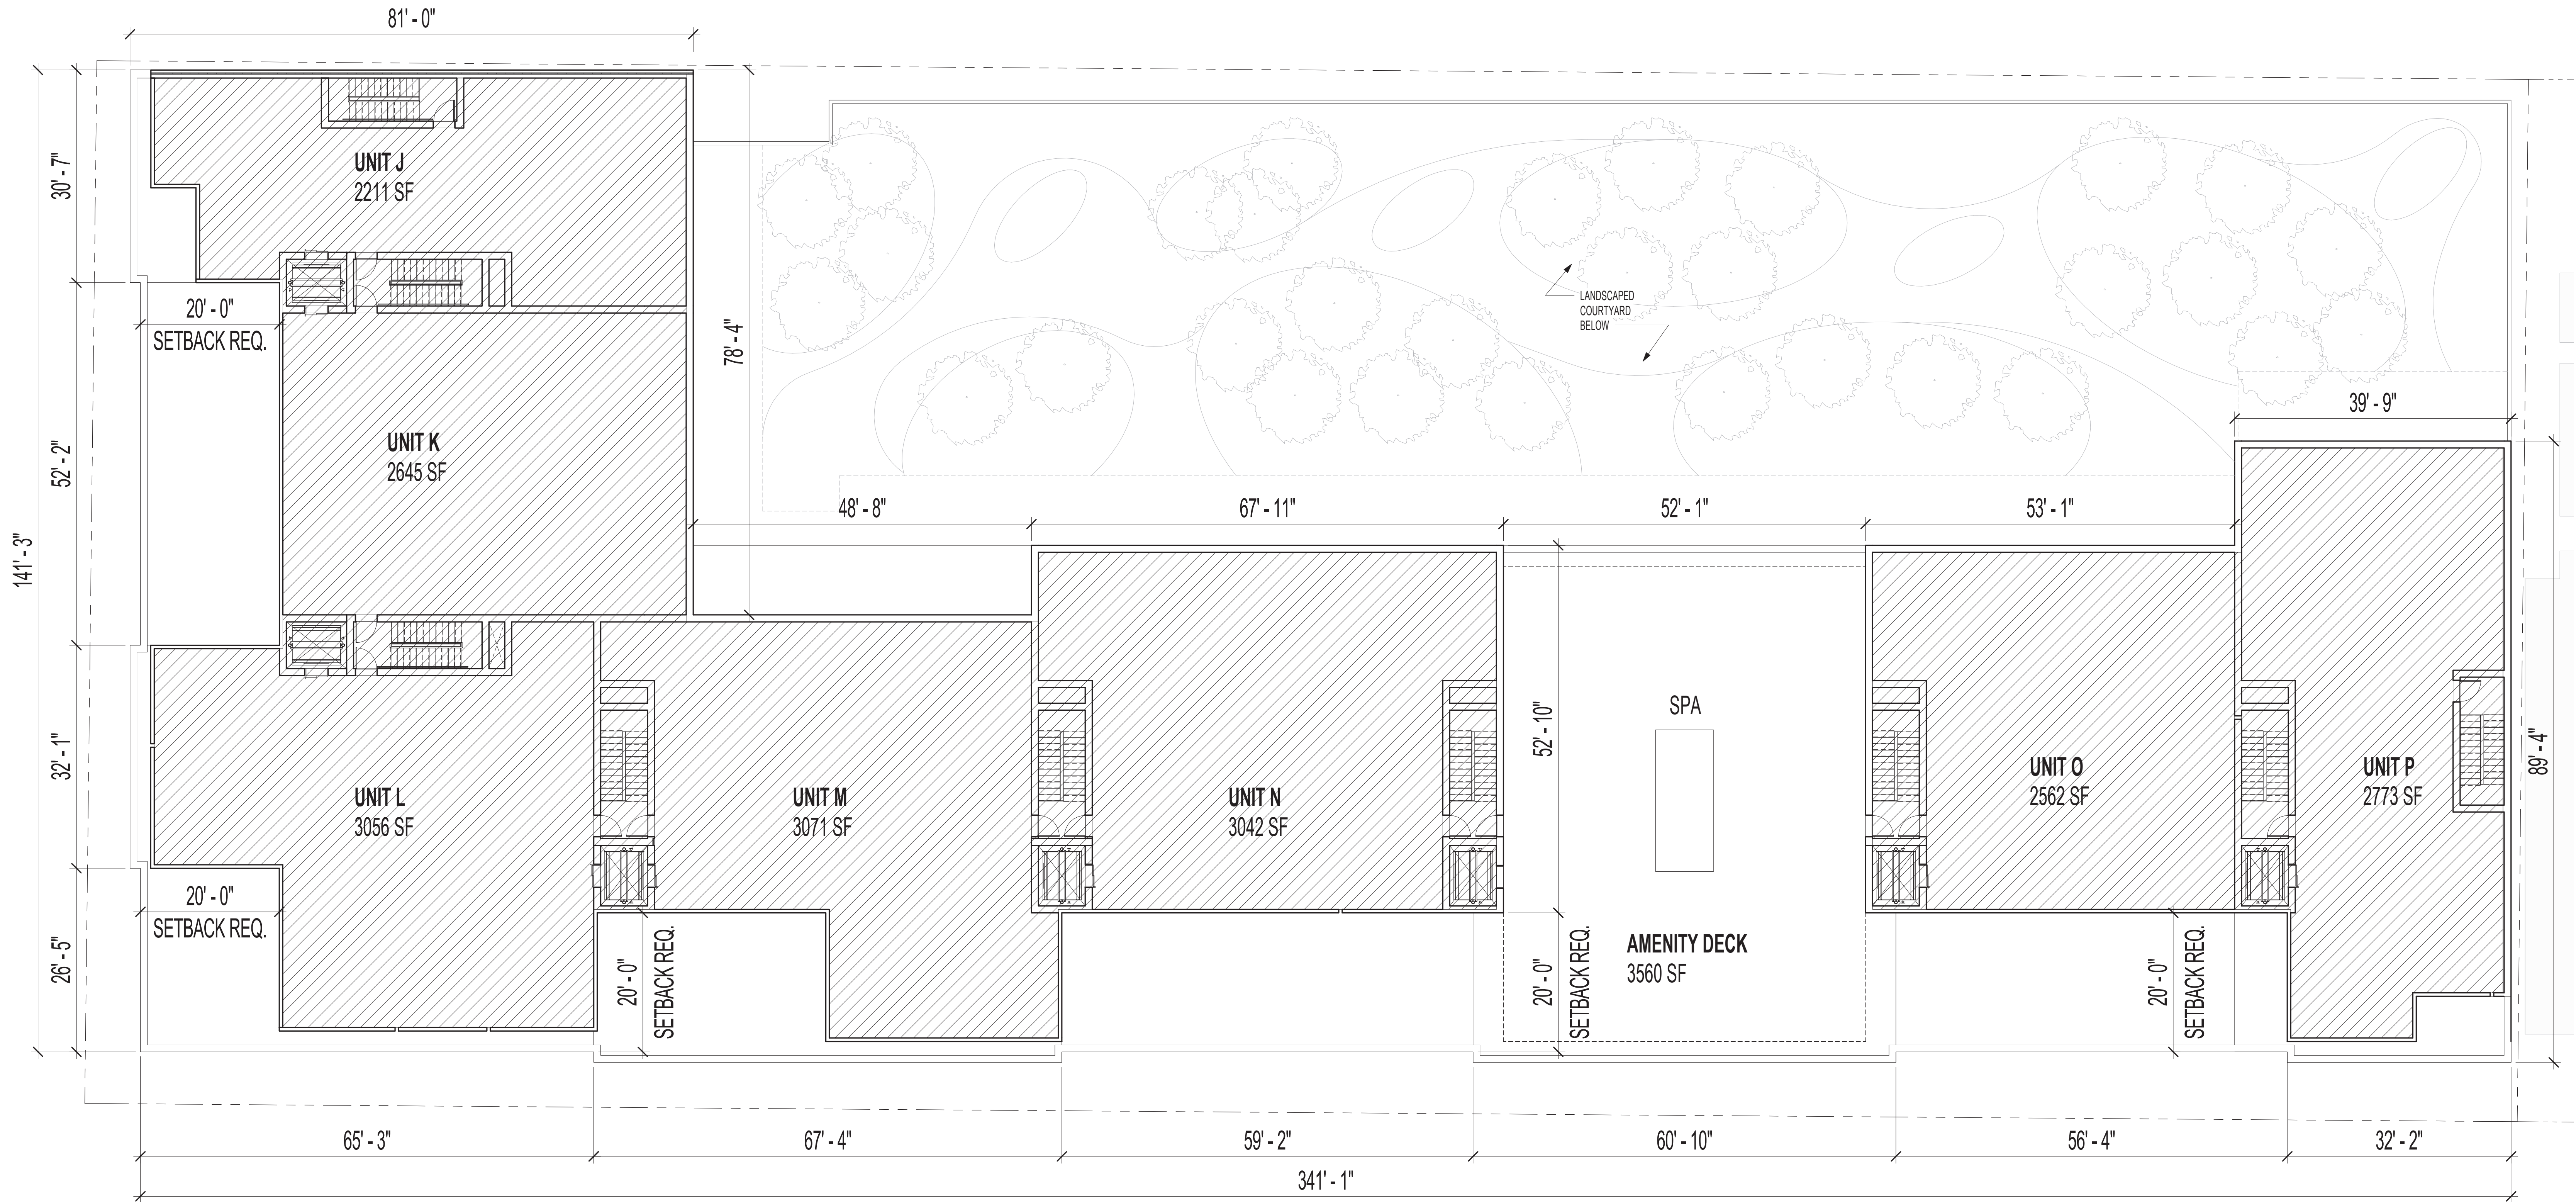 81' - 0"
30' - 7"
UNIT J
2211 SF
20' - 0"
SETBACK REQ.
78' - 4"
LANDSCAPED
COURTYARD
BELOW
39' - 9"
52' - 2"
UNIT K
2645 SF
141' - 3"
48' - 8"
67' - 11"
52' - 1"
53' - 1"
32' - 1"
UNIT L
3056 SF
UNIT M
3071 SF
UNIT N
3042 SF
52' - 10"
SPA
UNIT O
2562 SF
UNIT P
2773 SF
89' - 4"
20' - 0"
SETBACK REQ.
26' - 5"
20' - 0"
SETBACK REQ.
20' - 0"
SETBACK REQ.
AMENITY DECK
3560 SF
20' - 0"
SETBACK REQ.
65' - 3"
67' - 4"
59' - 2"
60' - 10"
56' - 4"
32' - 2"
341' - 1"